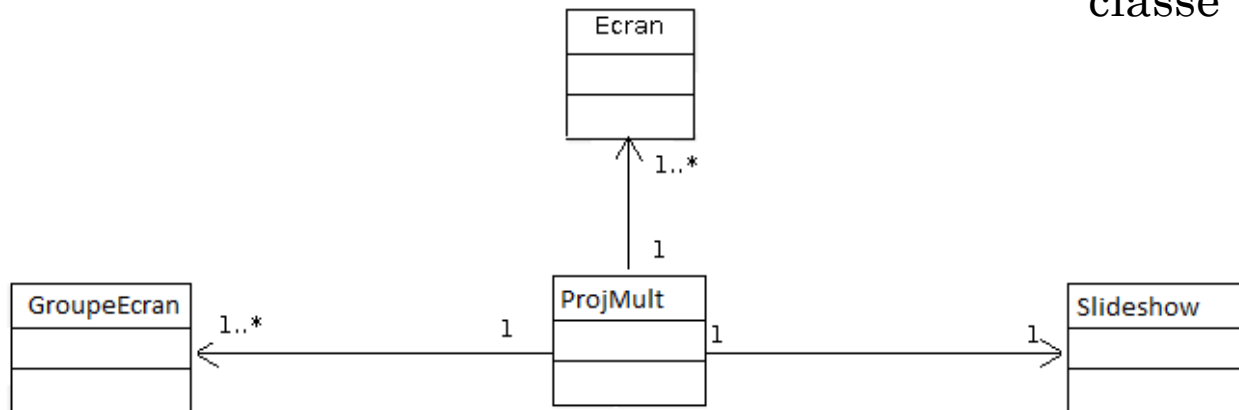 classe
Ecran
1..*
1
GroupeEcran
1..*
1
ProjMult
1
1
Slideshow